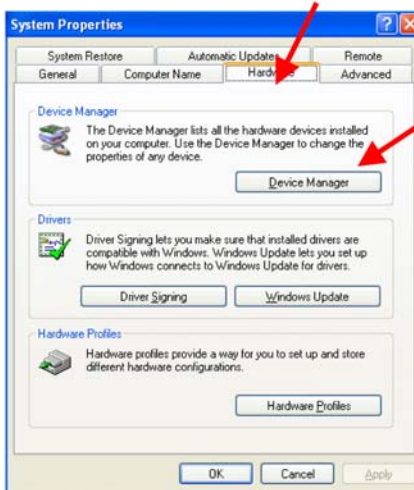 System Properties
System Restore Automatic Updates Remote
General Computer Name Hardware Advanced
Device Manager
The Device Manager lists all the hardware devices installed
on your computer. Use the Device Manager to change the
properties of any device.
Device Manager
Drivers
Driver Signing lets you make sure that installed drivers are
compatible with Windows. Windows Update lets you set up
how Windows connects to Windows Update for drivers.
Driver Signing Windows Update
Hardware Profiles
Hardware profiles provide a way for you to set up and store
different hardware configurations.
Hardware Profiles
OK Cancel Apply